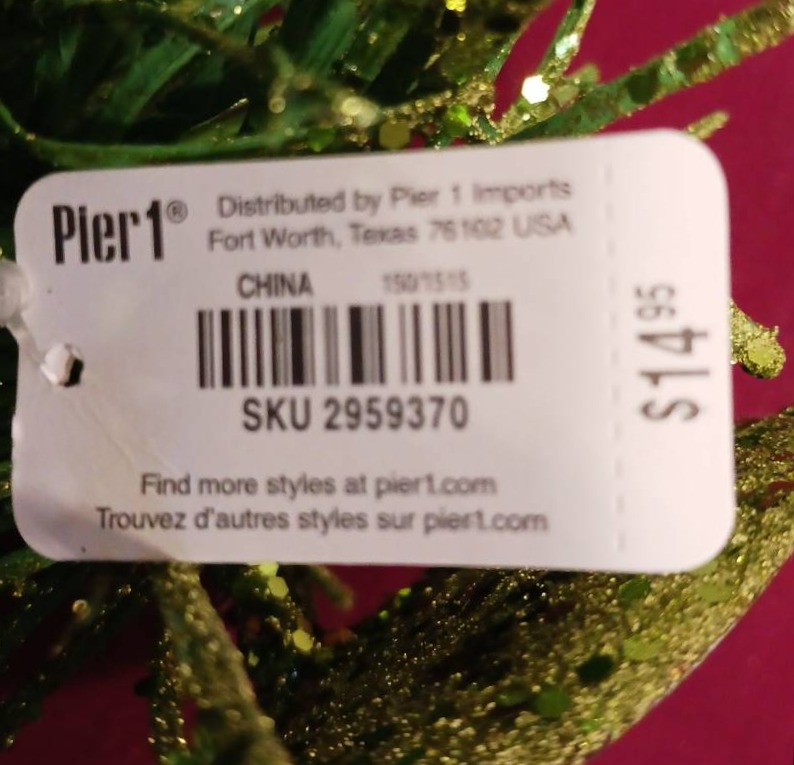 Pier1®
Distributed by Pier 1 Imports
Fort Worth, Texas 76102 USA
CHINA
SKU 2959370
Find more styles at pier1.com
Trouvez d'autres styles sur pier1.com
$14.95